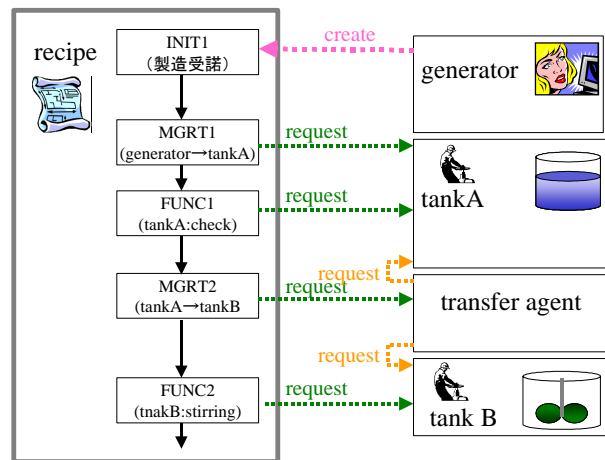 recipe
INIT1
（製造受諾）
create
generator
MGRT1
(generator→tankA)
request
tankA
FUNC1
(tankA:check)
request
request
MGRT2
(tankA→tankB
request
transfer agent
request
FUNC2
(tnakB:stirring)
request
tank B